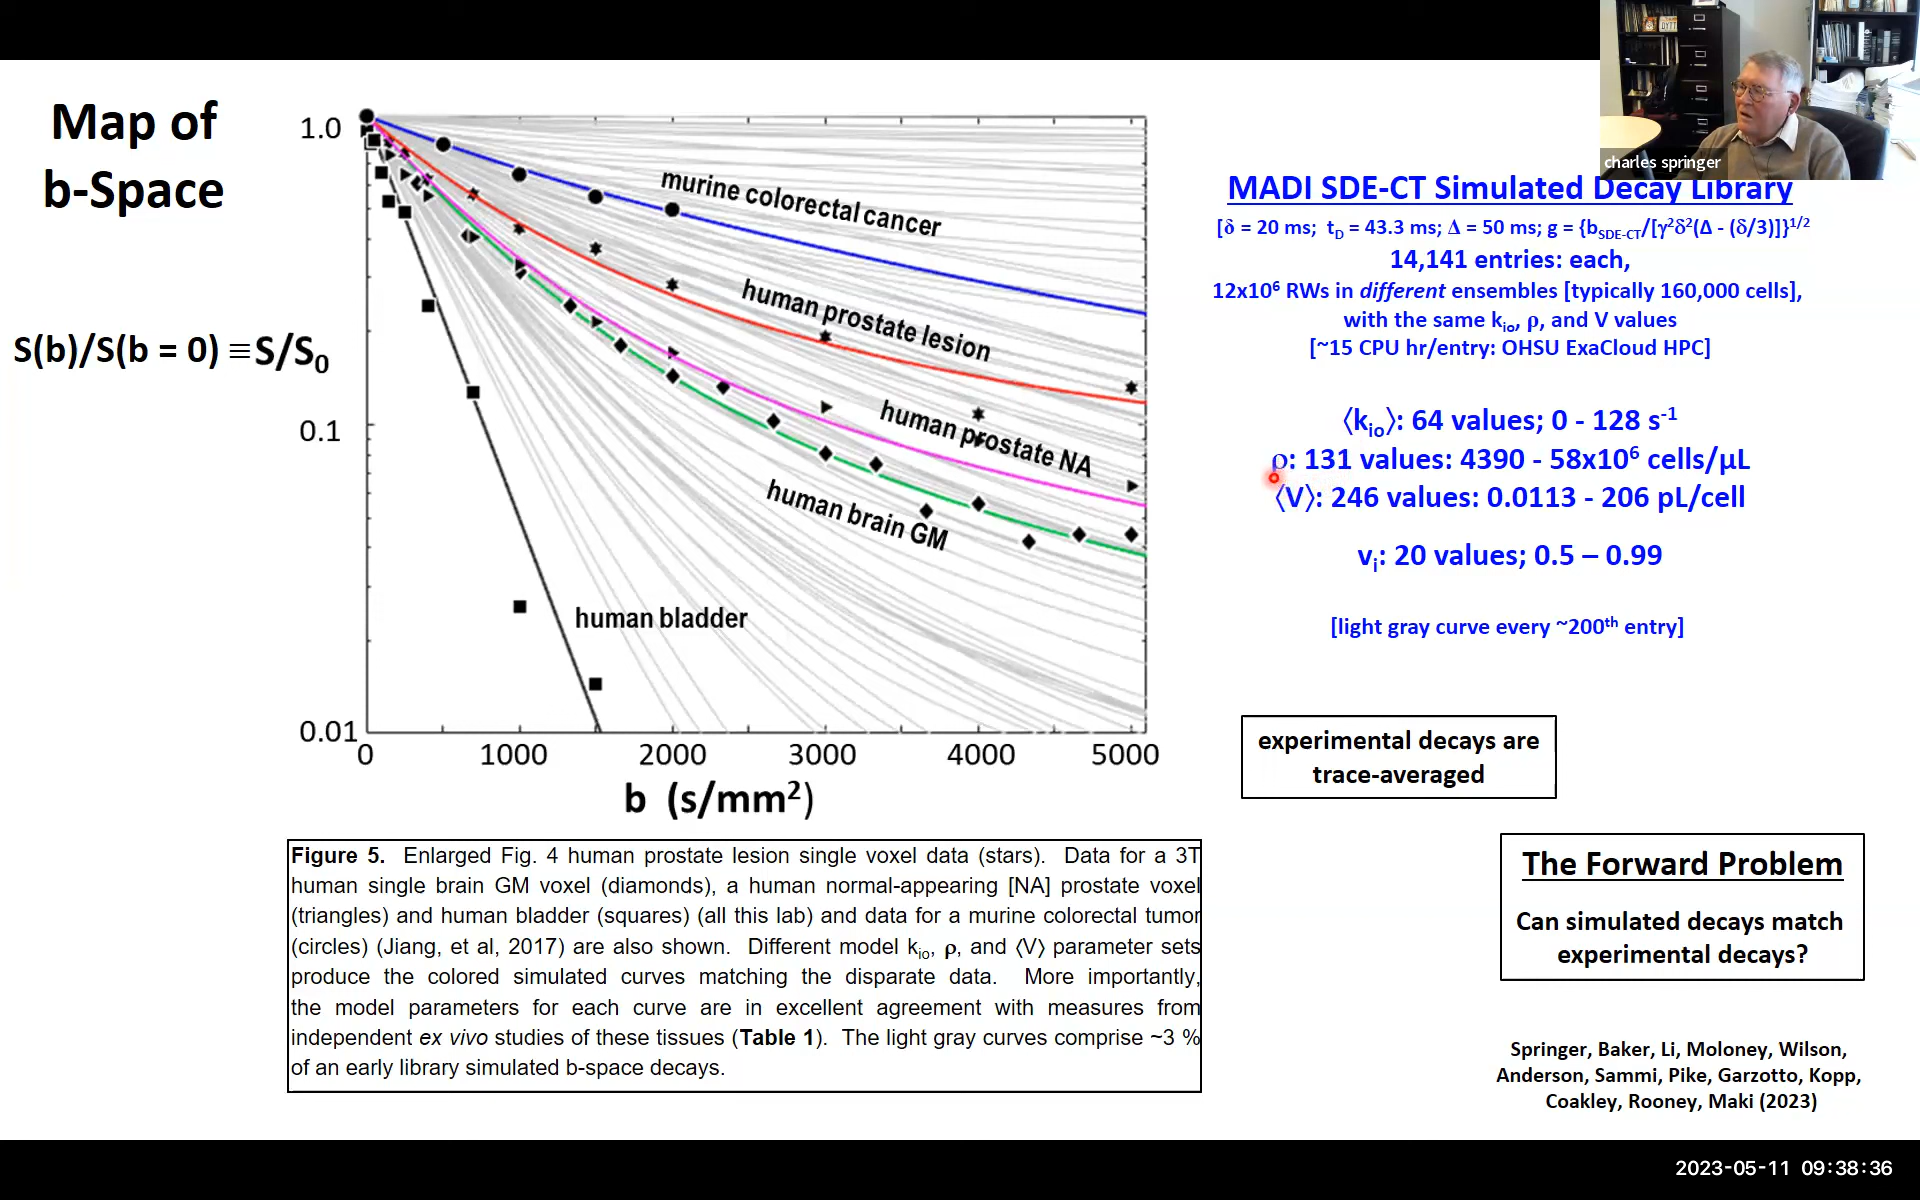 Map of
b-Space
S(b)/S(b = 0) ≡ S/S₀
1.0
0.1
0.01
0
1000
2000
3000
4000
5000
b (s/mm²)
murine colorectal cancer
human prostate lesion
human prostate NA
human brain GM
human bladder
charles springer
MADI SDE-CT Simulated Decay Library
[δ = 20 ms; t_D = 43.3 ms; Δ = 50 ms; g = {b_SDE-CT/[γ²δ²(Δ - (δ/3)]}^1/2
14,141 entries: each,
12x10⁶ RWs in different ensembles [typically 160,000 cells],
with the same k_io, ρ, and V values
[~15 CPU hr/entry: OHSU ExaCloud HPC]
⟨k_io⟩: 64 values; 0 - 128 s⁻¹
ρ: 131 values: 4390 - 58x10⁶ cells/μL
⟨V⟩: 246 values: 0.0113 - 206 pL/cell
v_i: 20 values; 0.5 – 0.99
[light gray curve every ~200th entry]
experimental decays are
trace-averaged
The Forward Problem
Can simulated decays match
experimental decays?
Figure 5. Enlarged Fig. 4 human prostate lesion single voxel data (stars). Data for a 3T
human single brain GM voxel (diamonds), a human normal-appearing [NA] prostate voxel
(triangles) and human bladder (squares) (all this lab) and data for a murine colorectal tumor
(circles) (Jiang, et al, 2017) are also shown. Different model k_io, ρ, and ⟨V⟩ parameter sets
produce the colored simulated curves matching the disparate data. More importantly,
the model parameters for each curve are in excellent agreement with measures from
independent ex vivo studies of these tissues (Table 1). The light gray curves comprise ~3 %
of an early library simulated b-space decays.
Springer, Baker, Li, Moloney, Wilson,
Anderson, Sammi, Pike, Garzotto, Kopp,
Coakley, Rooney, Maki (2023)
2023-05-11 09:38:36